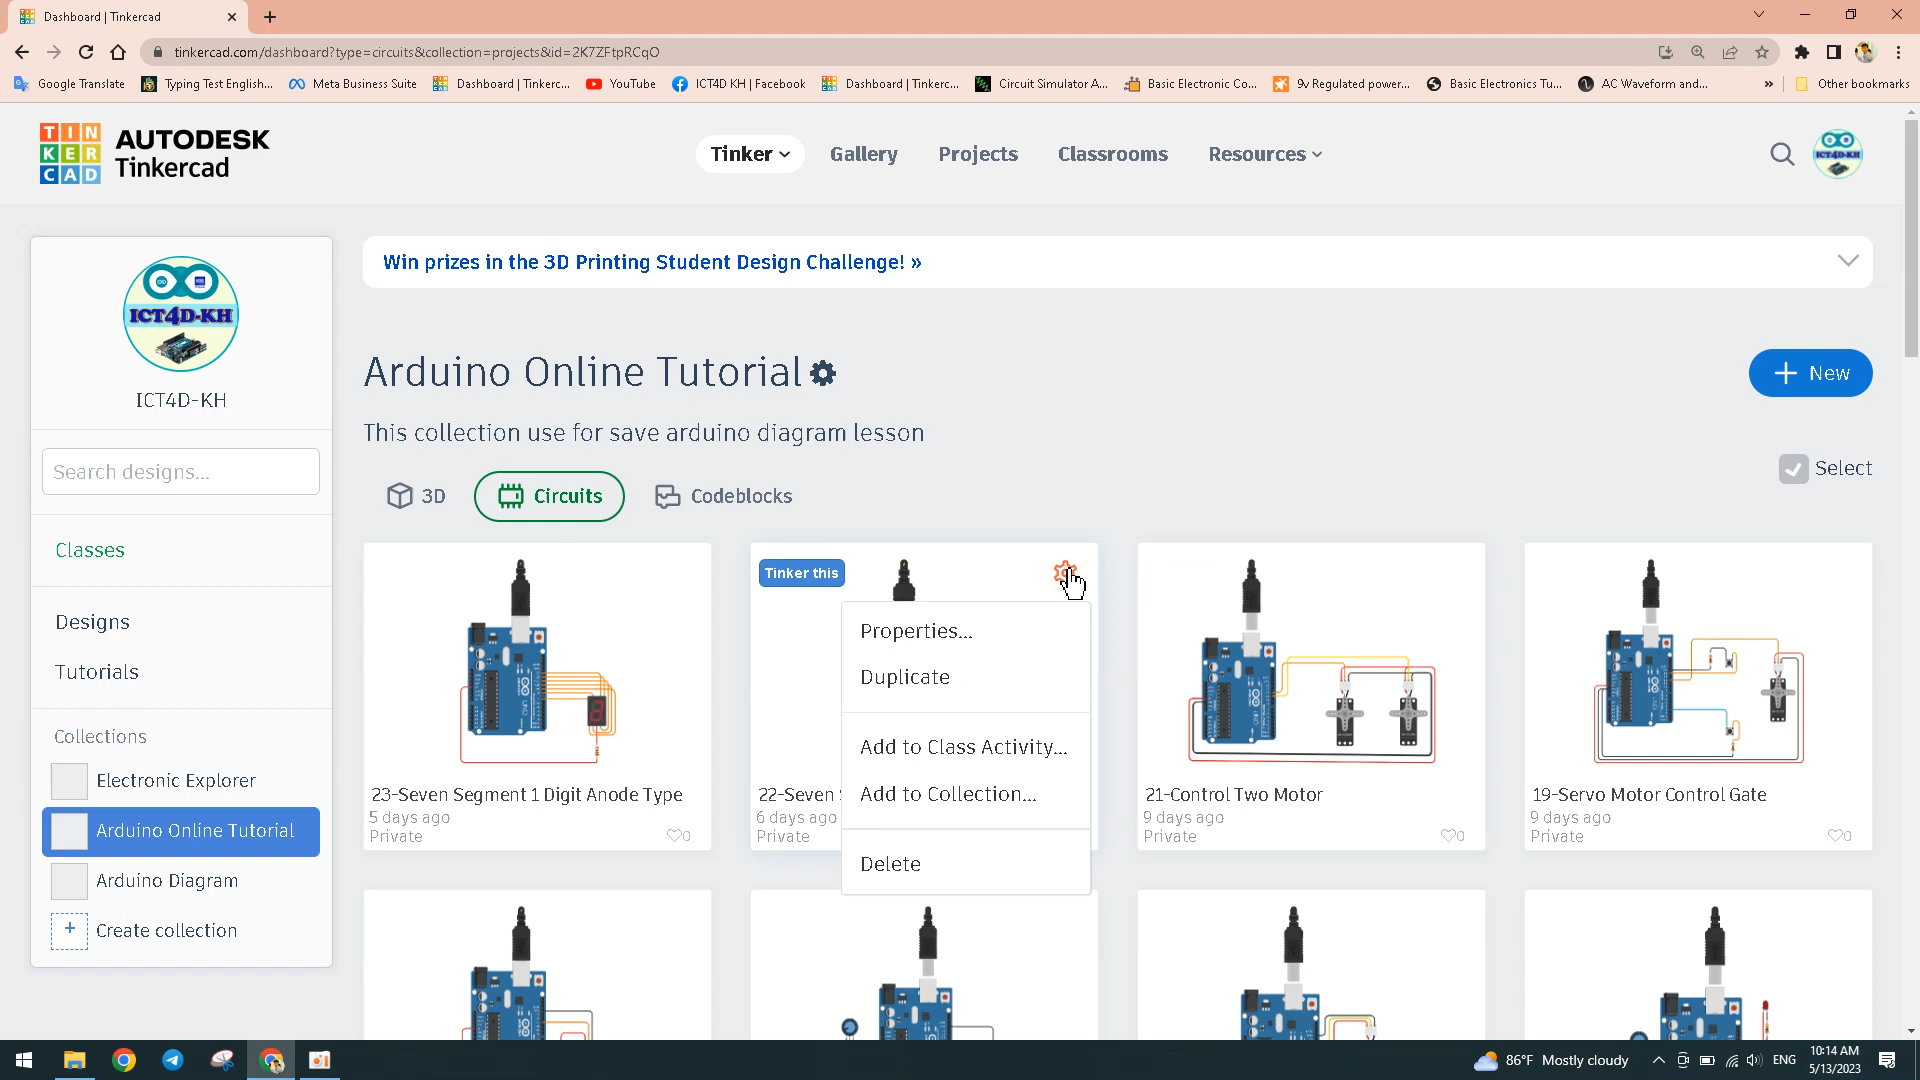 Dashboard | Tinkercad
tinkercad.com/dashboard?type=circuits&collection=projects&id=2K7ZFtpRCqO
Google Translate
Typing Test English...
Meta Business Suite
Dashboard | Tinkerc...
YouTube
ICT4D KH | Facebook
Dashboard | Tinkerc...
Circuit Simulator A...
Basic Electronic Co...
9v Regulated power...
Basic Electronics Tu...
AC Waveform and...
»
Other bookmarks
TIN
KER
CAD
AUTODESK
Tinkercad
Tinker
Gallery
Projects
Classrooms
Resources
ICT4D-KH
Win prizes in the 3D Printing Student Design Challenge! »
ICT4D-KH
ICT4D-KH
Search designs...
Classes
Designs
Tutorials
Collections
Electronic Explorer
Arduino Online Tutorial
Arduino Diagram
+ Create collection
Arduino Online Tutorial
+ New
This collection use for save arduino diagram lesson
Select
3D
Circuits
Codeblocks
23-Seven Segment 1 Digit Anode Type
5 days ago
Private
0
Tinker this
22-Seven
6 days ago
Private
Properties...
Duplicate
Add to Class Activity...
Add to Collection...
Delete
21-Control Two Motor
9 days ago
Private
0
19-Servo Motor Control Gate
9 days ago
Private
0
86°F Mostly cloudy
ENG
10:14 AM
5/13/2023